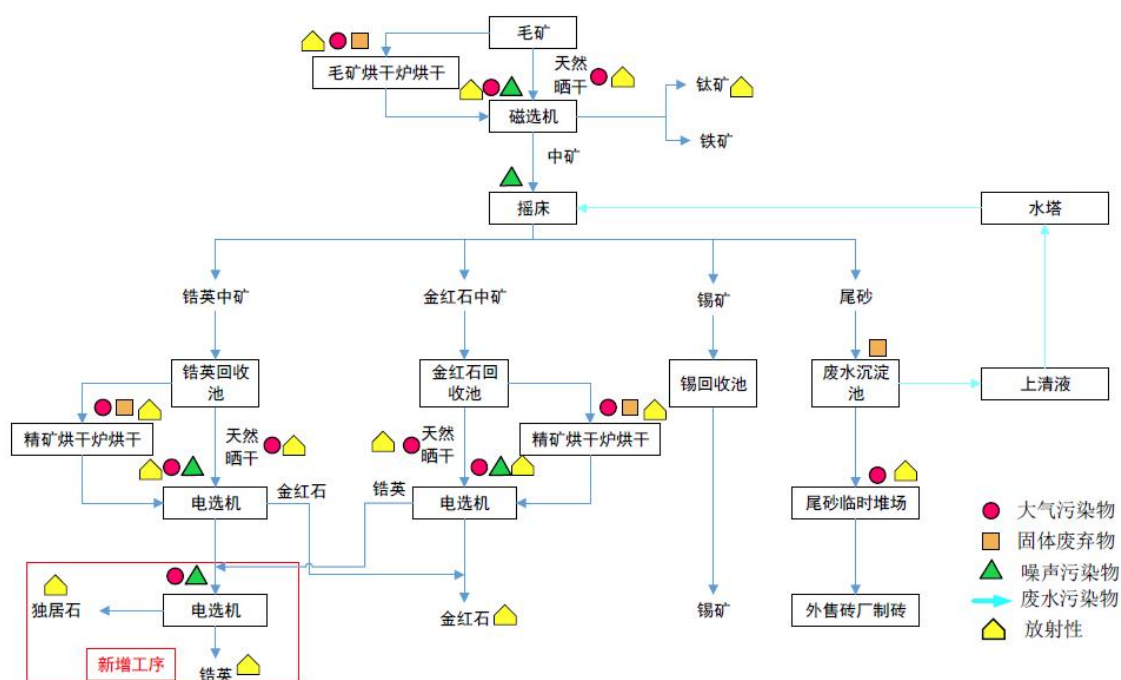 毛矿
毛矿烘干炉烘干
天然
晒干
钛矿
磁选机
铁矿
中矿
摇床
水塔
锆英中矿
金红石中矿
锡矿
尾砂
锆英回收
池
金红石回
收池
锡回收池
废水沉淀
池
上清液
精矿烘干炉烘干
天然
晒干
天然
晒干
精矿烘干炉烘干
电选机
金红石
锆英
电选机
尾砂临时堆场
大气污染物
固体废弃物
噪声污染物
废水污染物
放射性
独居石
电选机
金红石
锡矿
外售砖厂制砖
新增工序
锆英